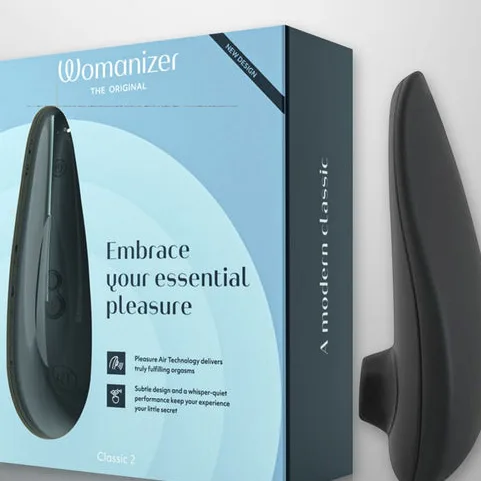 Womanizer
THE ORIGINAL
NEW DESIGN
Embrace
your essential
pleasure
Pleasure Air Technology delivers
truly fulfilling orgasms
Subtle design and a whisper-quiet
performance keep your experience
your little secret
Classic 2
A modern classic